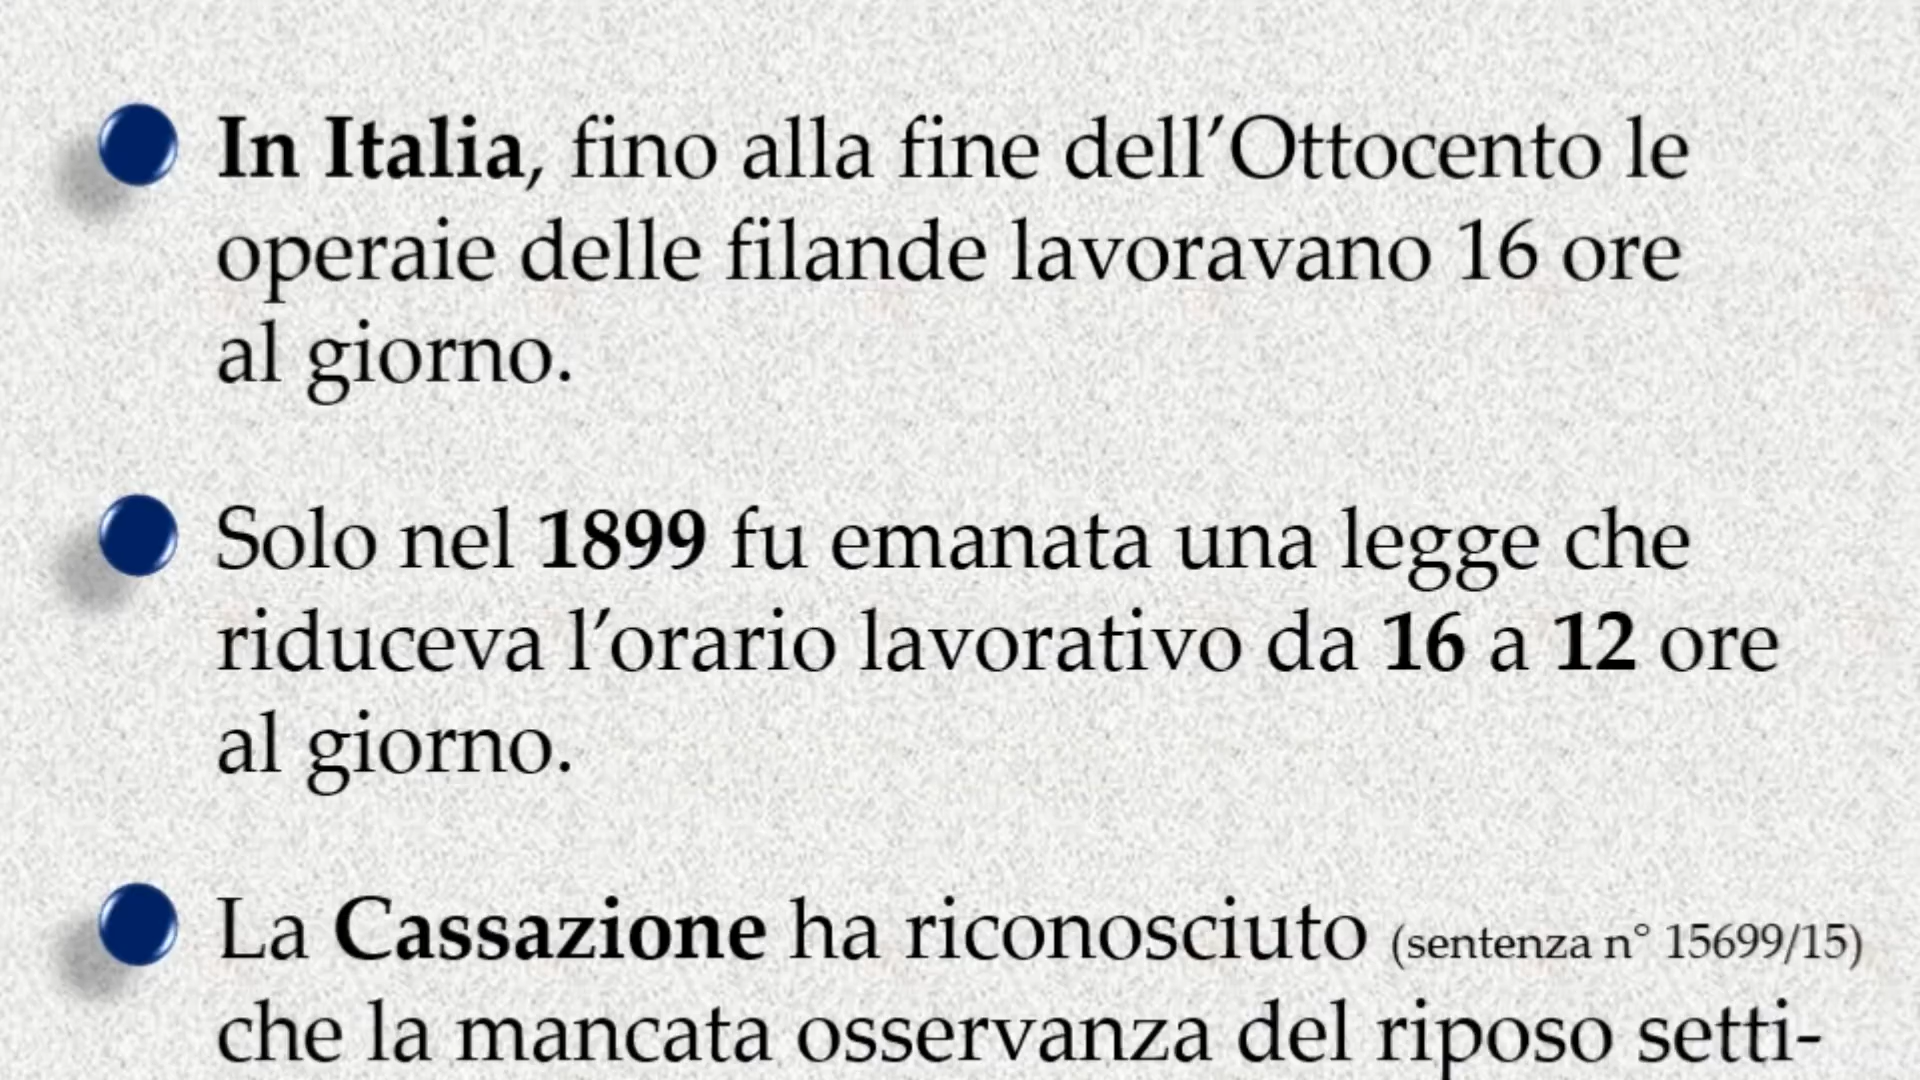 In Italia, fino alla fine dell’Ottocento le
operaie delle filande lavoravano 16 ore
al giorno.
Solo nel 1899 fu emanata una legge che
riduceva l’orario lavorativo da 16 a 12 ore
al giorno.
La Cassazione ha riconosciuto (sentenza n° 15699/15)
che la mancata osservanza del riposo setti-